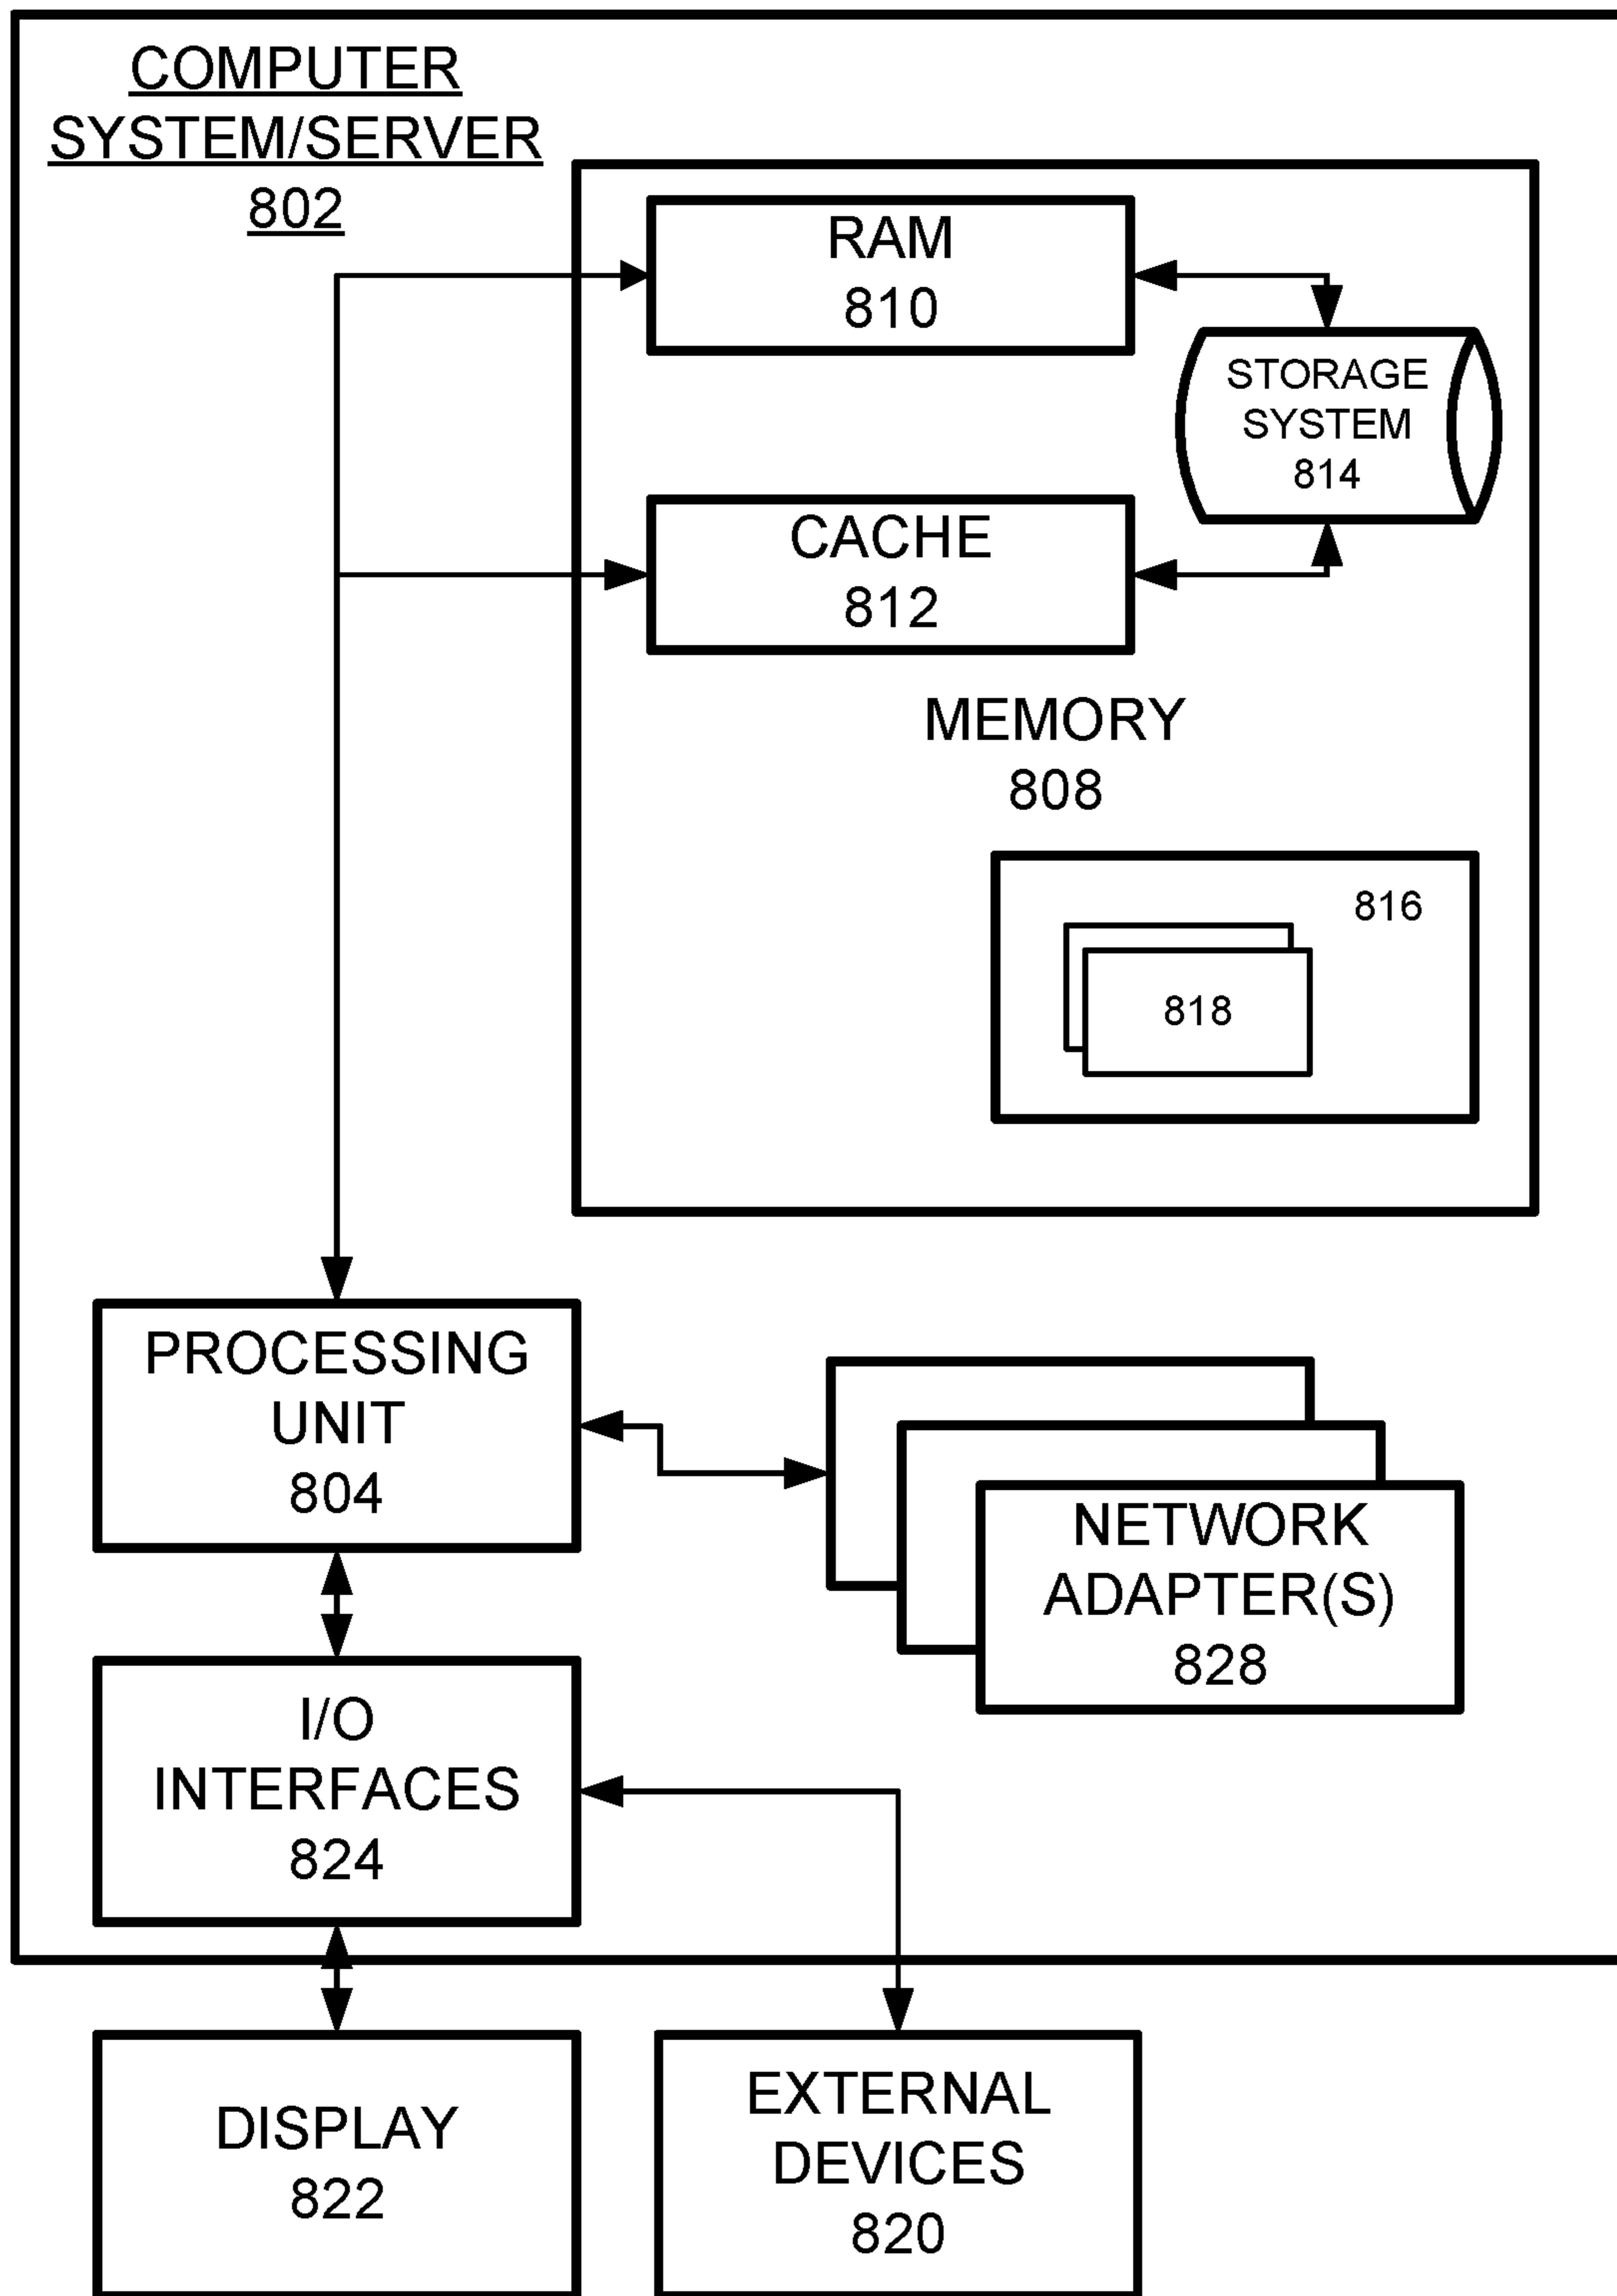 COMPUTER
SYSTEM/SERVER
802
RAM
810
STORAGE
SYSTEM
814
CACHE
812
MEMORY
808
816
818
PROCESSING
UNIT
804
NETWORK
ADAPTER(S)
828
I/O
INTERFACES
824
DISPLAY
822
EXTERNAL
DEVICES
820